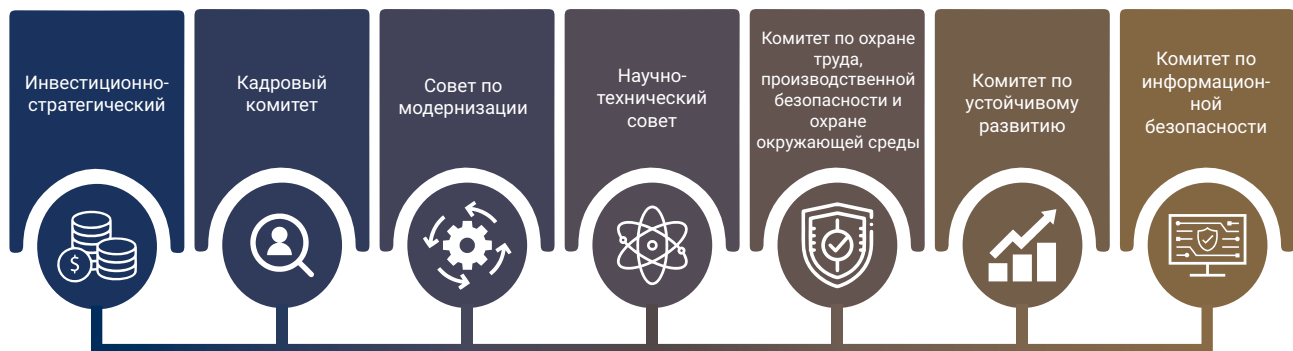 Инвестиционно-
стратегический
Кадровый
комитет
Совет по
модернизации
Научно-
технический
совет
Комитет по охране
труда,
производственной
безопасности и
охране
окружающей среды
Комитет по
устойчивому
развитию
Комитет по
информацион-
ной
безопасности
$